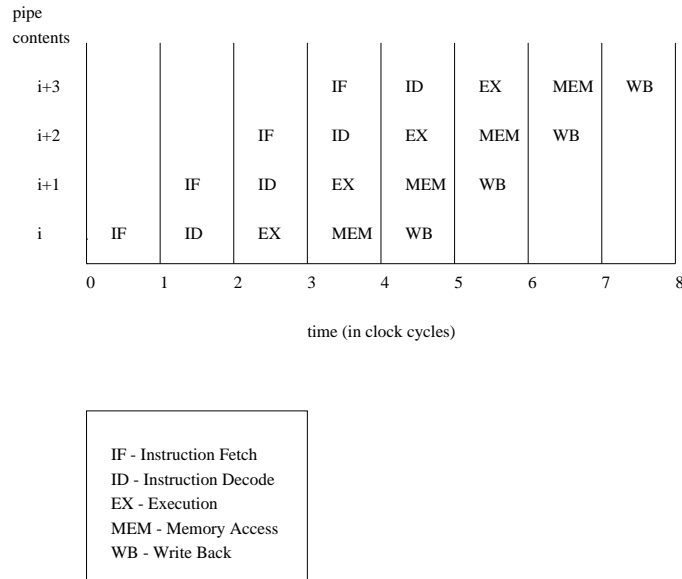 pipe
contents
i+3 IF ID EX MEM WB
i+2 IF ID EX MEM WB
i+1 IF ID EX MEM WB
i IF ID EX MEM WB
0 1 2 3 4 5 6 7 8
time (in clock cycles)
IF - Instruction Fetch
ID - Instruction Decode
EX - Execution
MEM - Memory Access
WB - Write Back